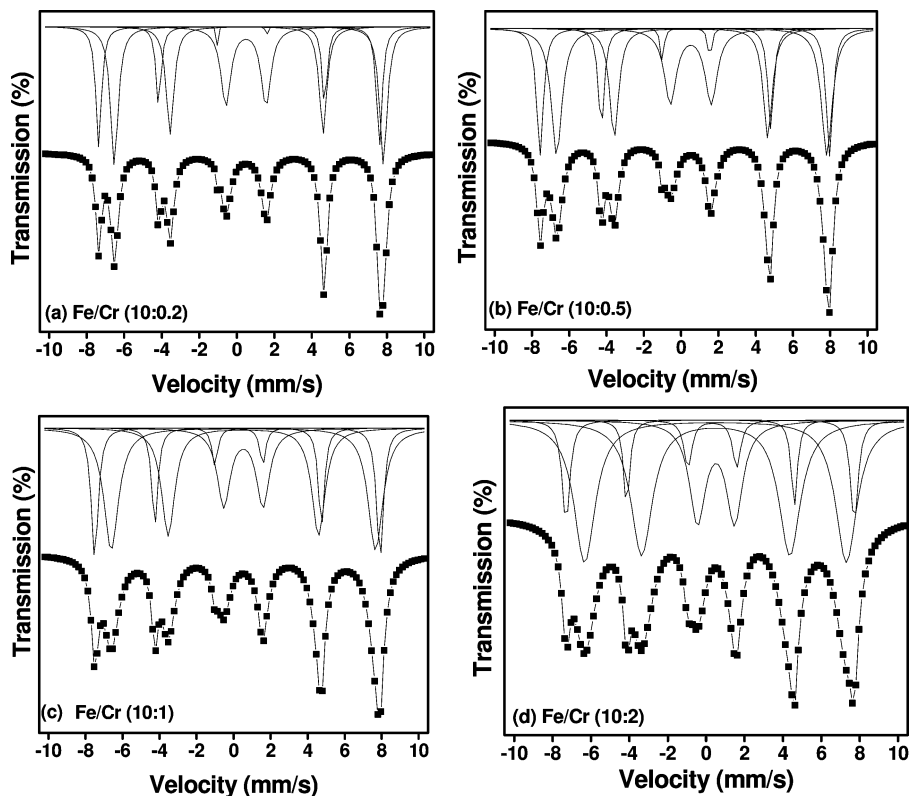 Transmission (%)
(a) Fe/Cr (10:0.2)
-10 -8 -6 -4 -2 0 2 4 6 8 10
Velocity (mm/s)
Transmission (%)
(b) Fe/Cr (10:0.5)
-10 -8 -6 -4 -2 0 2 4 6 8 10
Velocity (mm/s)
Transmission (%)
(c) Fe/Cr (10:1)
-10 -8 -6 -4 -2 0 2 4 6 8 10
Velocity (mm/s)
Transmission (%)
(d) Fe/Cr (10:2)
-10 -8 -6 -4 -2 0 2 4 6 8 10
Velocity (mm/s)